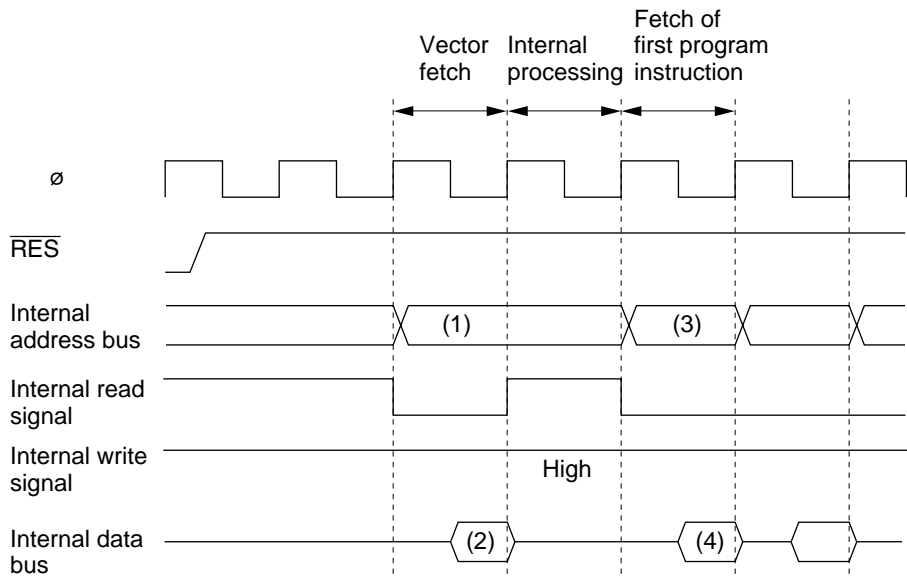 Vector
fetch
Internal
processing
Fetch of
first program
instruction
ø
RES
Internal
address bus
(1)
(3)
Internal read
signal
Internal write
signal
High
Internal data
bus
(2)
(4)